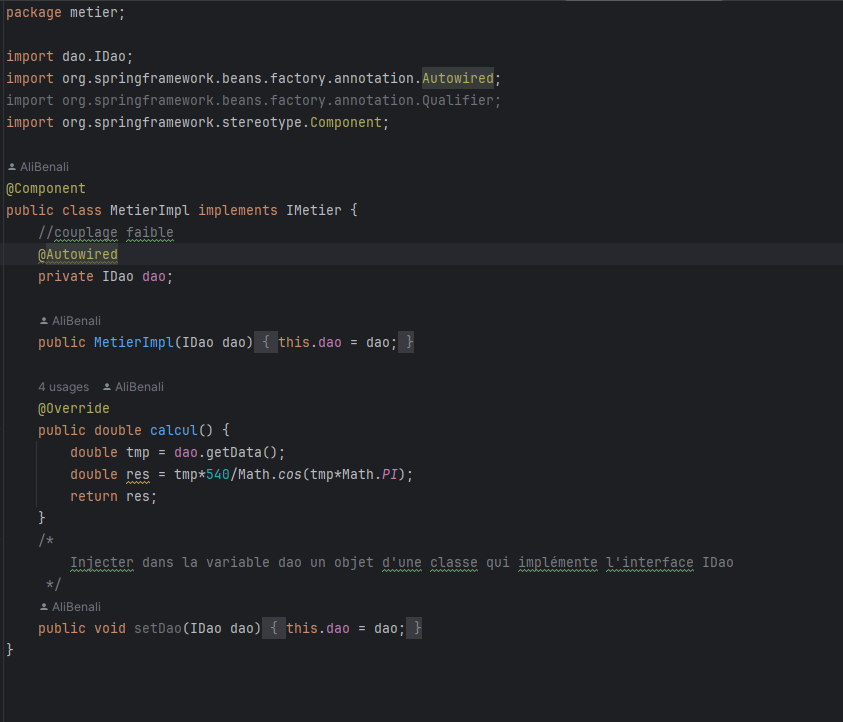 package metier;
import dao.IDao;
import org.springframework.beans.factory.annotation.Autowired;
import org.springframework.beans.factory.annotation.Qualifier;
import org.springframework.stereotype.Component;
AliBenali
@Component
public class MetierImpl implements IMetier {
//couplage faible
@Autowired
private IDao dao;
AliBenali
public MetierImpl(IDao dao) { this.dao = dao; }
4 usages AliBenali
@Override
public double calcul() {
double tmp = dao.getData();
double res = tmp*540/Math.cos(tmp*Math.PI);
return res;
}
/*
Injecter dans la variable dao un objet d'une classe qui implémente l'interface IDao
*/
AliBenali
public void setDao(IDao dao) { this.dao = dao; }
}